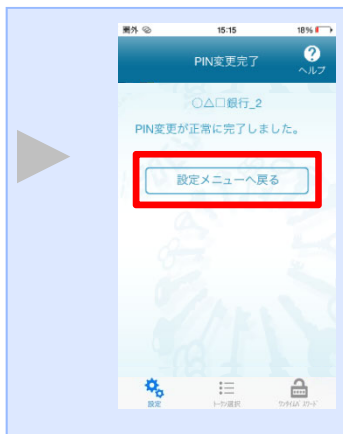 圏外 15:15 18%
PIN変更完了
?
ヘルプ
○△□銀行_2
PIN変更が正常に完了しました。
設定メニューへ戻る
設定 ﾄｰｸﾝ選択 ﾜﾝﾀｲﾑﾊﾟｽﾜｰﾄﾞ